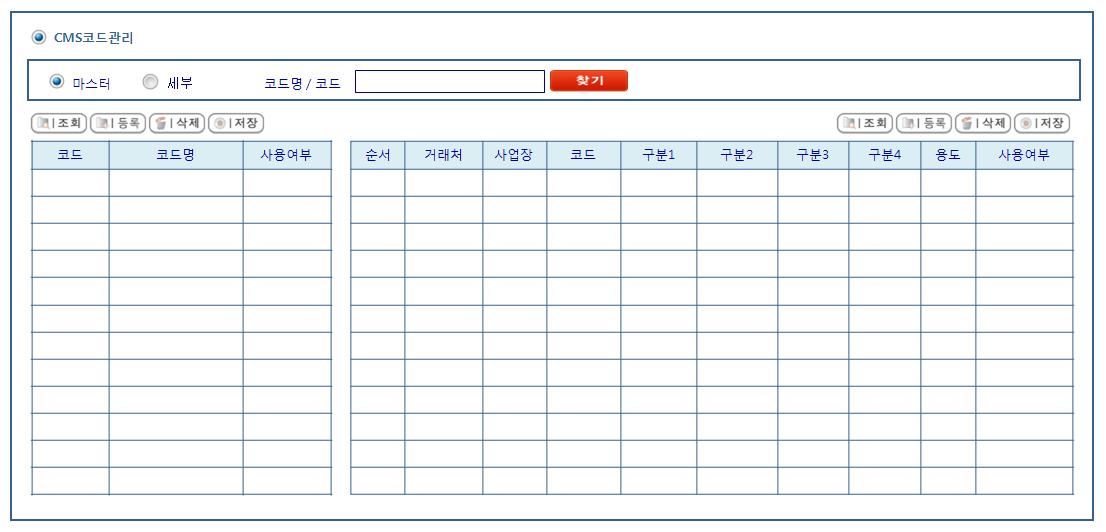 CMS코드관리
마스터 세부 코드명 / 코드 찾기
조회 등록 삭제 저장 조회 등록 삭제 저장
코드 코드명 사용여부 순서 거래처 사업장 코드 구분1 구분2 구분3 구분4 용도 사용여부